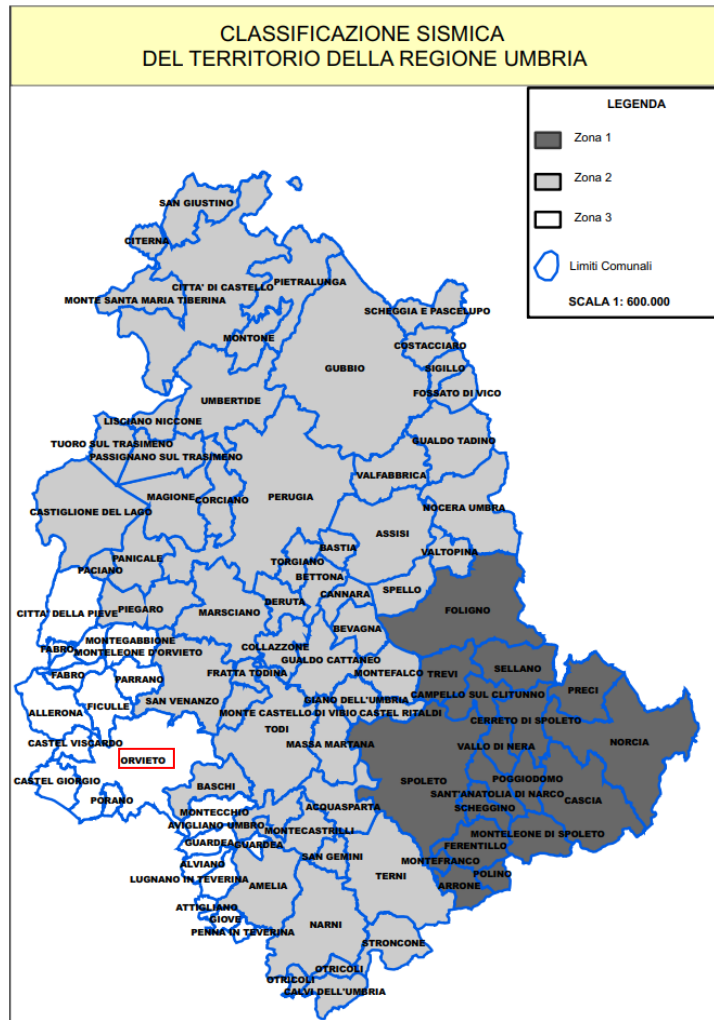 CLASSIFICAZIONE SISMICA
DEL TERRITORIO DELLA REGIONE UMBRIA
LEGENDA
Zona 1
Zona 2
Zona 3
Limiti Comunali
SCALA 1: 600.000
SAN GIUSTINO
CITERNA
PIETRALUNGA
CITTA' DI CASTELLO
MONTE SANTA MARIA TIBERINA
SCHEGGIA E PASCELUPO
MONTONE
COSTACCIARO
GUBBIO
SIGILLO
FOSSATO DI VICO
UMBERTIDE
LISCIANO NICCONE
TUORO SUL TRASIMENO
GUALDO TADINO
PASSIGNANO SUL TRASIMENO
VALFABBRICA
MAGIONE
CORCIANO
PERUGIA
CASTIGLIONE DEL LAGO
NOCERA UMBRA
ASSISI
BASTIA
VALTOPINA
PANICALE
TORGIANO
PACIANO
BETTONA
SPELLO
CANNARA
DERUTA
CITTA' DELLA PIEVE
PIEGARO
MARSCIANO
FOLIGNO
BEVAGNA
MONTEGABBIONE
COLLAZZONE
FABRO
MONTELEONE D'ORVIETO
GUALDO CATTANEO
FABRO
PARRANO
FRATTA TODINA
MONTEFALCO
TREVI
SELLANO
ALLERONA
FICULLE
SAN VENANZO
GIANO DELL'UMBRIA
CAMPELLO SUL CLITUNNO
PRECI
MONTE CASTELLO DI VIBIO
CASTEL RITALDI
CERRETO DI SPOLETO
TODI
CASTEL VISCARDO
MASSA MARTANA
VALLO DI NERA
NORCIA
ORVIETO
CASTEL GIORGIO
BASCHI
SPOLETO
POGGIODOMO
SANT'ANATOLIA DI NARCO
CASCIA
PORANO
MONTECCHIO
ACQUASPARTA
SCHEGGINO
AVIGLIANO UMBRO
MONTECASTRILLI
MONTELEONE DI SPOLETO
GUARDEA
GUARDEA
FERENTILLO
ALVIANO
SAN GEMINI
MONTEFRANCO
LUGNANO IN TEVERINA
AMELIA
TERNI
POLINO
ARRONE
ATTIGLIANO
GIOVE
NARNI
PENNA IN TEVERINA
STRONCONE
OTRICOLI
OTRICOLI
CALVI DELL'UMBRIA